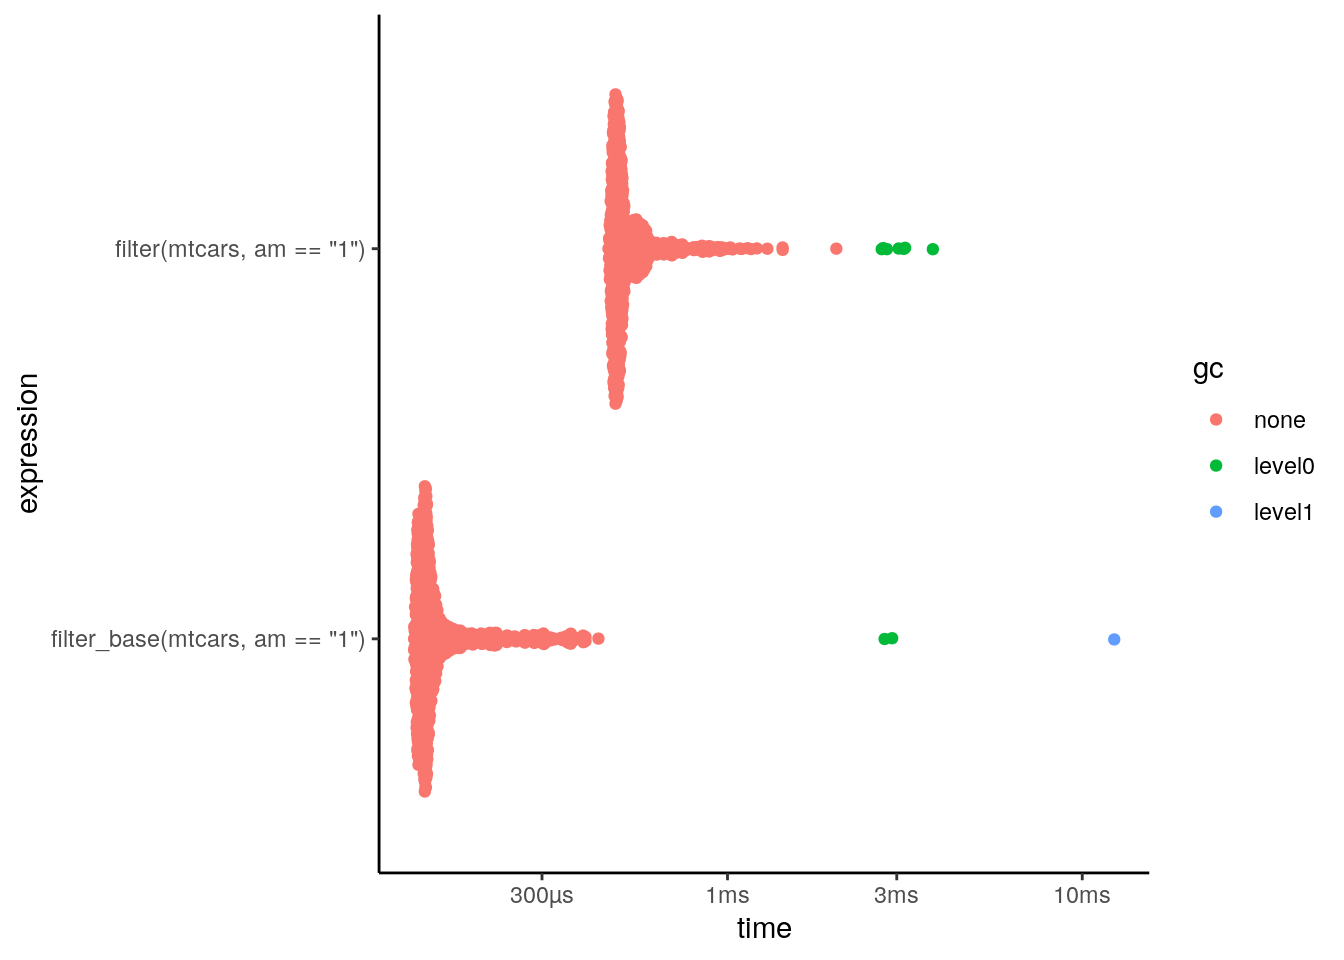 filter(mtcars, am == "1")
filter_base(mtcars, am == "1")
expression
300µs
1ms
3ms
10ms
time
gc
none
level0
level1